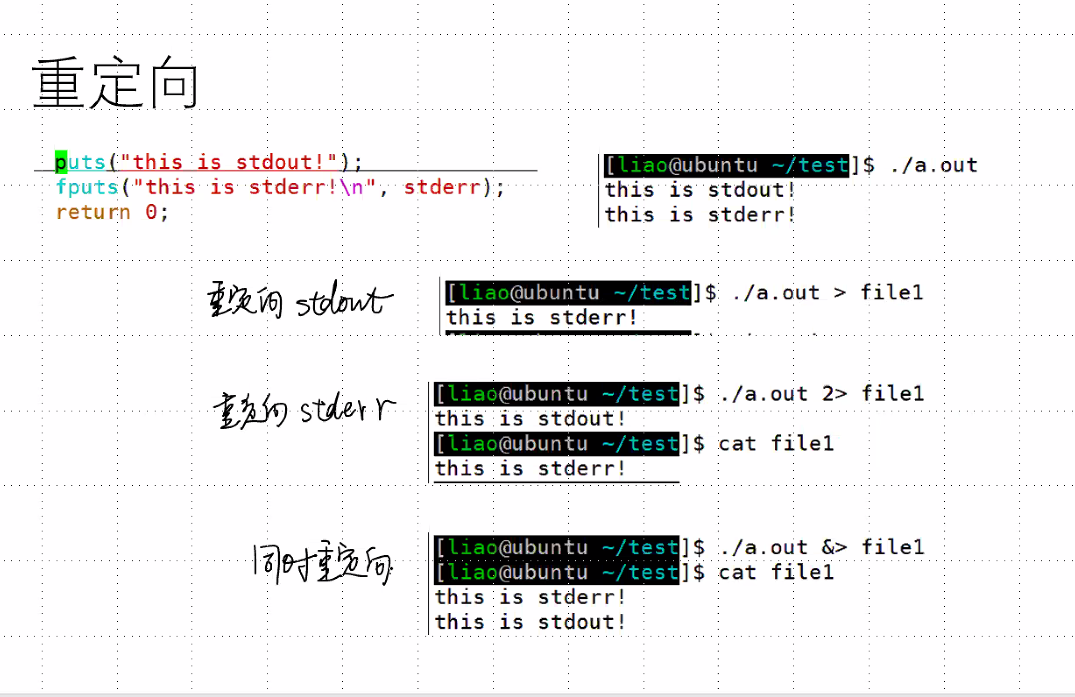 重定向
puts("this is stdout!");
fputs("this is stderr!\n", stderr);
return 0;
[liao@ubuntu ~/test]$ ./a.out
this is stdout!
this is stderr!
重定向 stdout
[liao@ubuntu ~/test]$ ./a.out > file1
this is stderr!
重定向 stderr
[liao@ubuntu ~/test]$ ./a.out 2> file1
this is stdout!
[liao@ubuntu ~/test]$ cat file1
this is stderr!
同时重定向
[liao@ubuntu ~/test]$ ./a.out &> file1
[liao@ubuntu ~/test]$ cat file1
this is stderr!
this is stdout!